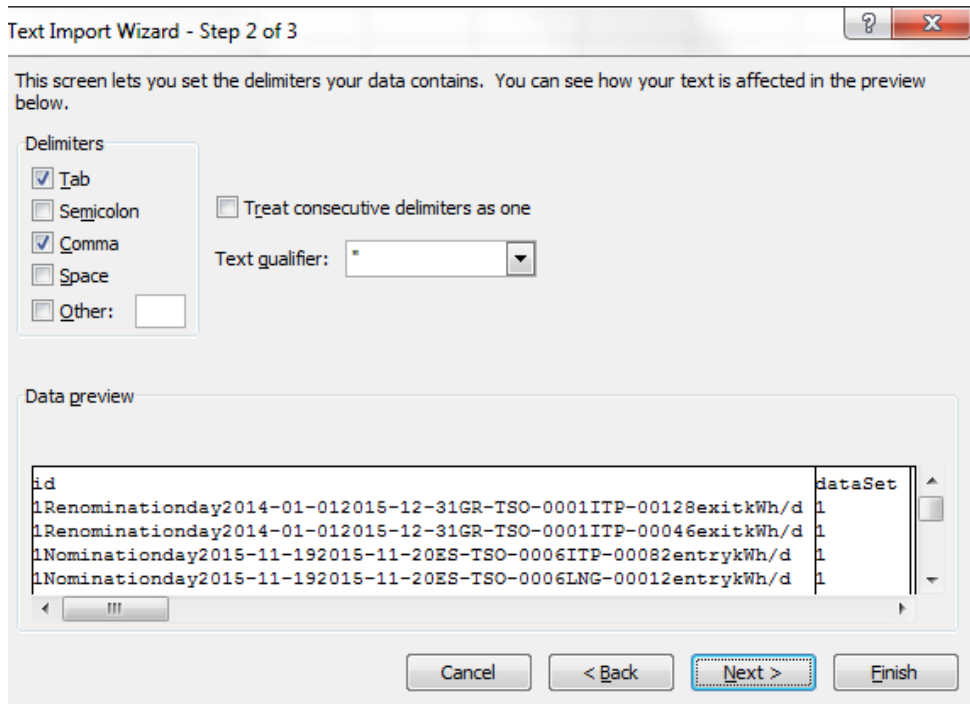 Text Import Wizard - Step 2 of 3
This screen lets you set the delimiters your data contains.  You can see how your text is affected in the preview
below.
Delimiters
Tab
Semicolon
Comma
Space
Other:
Treat consecutive delimiters as one
Text qualifier: "
Data preview
id dataSet
1Renominationday2014-01-012015-12-31GR-TSO-0001ITP-00128exitkWh/d 1
1Renominationday2014-01-012015-12-31GR-TSO-0001ITP-00046exitkWh/d 1
1Nominationday2015-11-192015-11-20ES-TSO-0006ITP-00082entrykWh/d 1
1Nominationday2015-11-192015-11-20ES-TSO-0006LNG-00012entrykWh/d 1
Cancel < Back Next > Finish